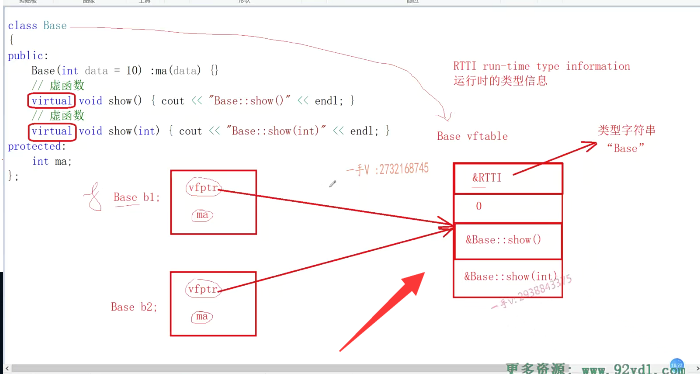 class Base
{
public:
Base(int data = 10) :ma(data) {}
// 虚函数
virtual void show() { cout << "Base::show()" << endl; }
// 虚函数
virtual void show(int) { cout << "Base::show(int)" << endl; }
protected:
int ma;
};
RTTI run-time type information
运行时的类型信息
Base vftable
类型字符串
“Base”
&RTTI
0
&Base::show()
&Base::show(int)
Base b1;
vfptr
ma
Base b2;
vfptr
ma
一手V :2732168745
一手v:2938843375
更多资源: www.92yd1.com